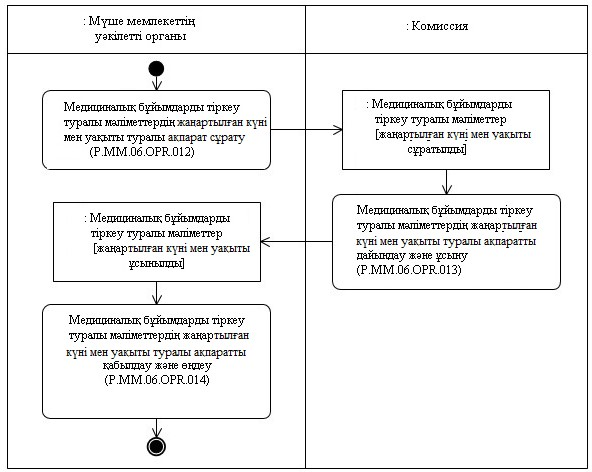 : Мүше мемлекеттің
уәкілетті органы
: Комиссия
Медициналық бұйымдарды тіркеу
туралы мәліметтердің жаңартылған күні
мен уақыты туралы ақпарат сұрату
(P.MM.06.OPR.012)
: Медициналық бұйымдарды
тіркеу туралы мәліметтер
[жаңартылған күні мен уақыты
сұратылды]
Медициналық бұйымдарды тіркеу
туралы мәліметтердің жаңартылған
күні мен уақыты туралы ақпаратты
дайындау және ұсыну
(P.MM.06.OPR.013)
: Медициналық бұйымдарды
тіркеу туралы мәліметтер
[жаңартылған күні мен уақыты
ұсынылды]
Медициналық бұйымдарды тіркеу
туралы мәліметтердің жаңартылған
күні мен уақыты туралы ақпаратты
қабылдау және өңдеу
(P.MM.06.OPR.014)